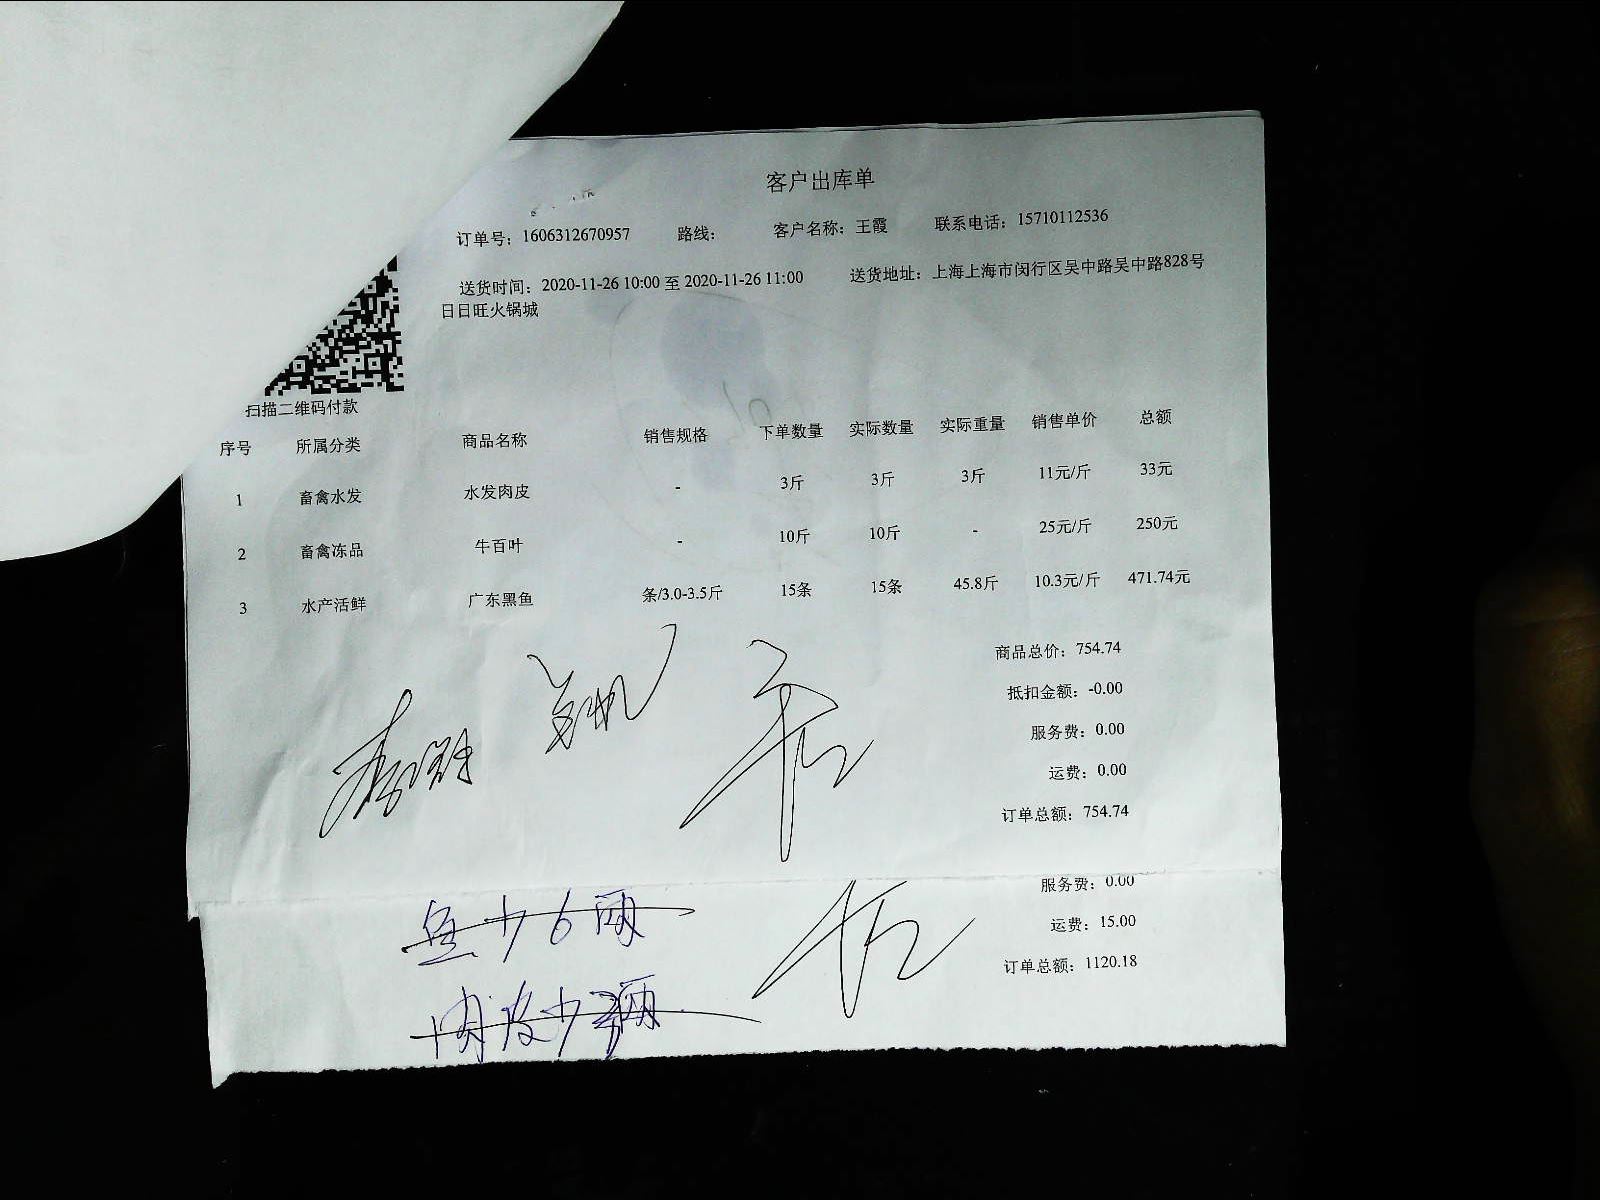 客户出库单
订单号：1606312670957 路线： 客户名称：王霞 联系电话：15710112536
送货时间：2020-11-26 10:00 至 2020-11-26 11:00 送货地址：上海上海市闵行区吴中路吴中路828号
日日旺火锅城
扫描二维码付款
序号 所属分类 商品名称 销售规格 下单数量 实际数量 实际重量 销售单价 总额
1 畜禽水发 水发肉皮 - 3斤 3斤 3斤 11元/斤 33元
2 畜禽冻品 牛百叶 - 10斤 10斤 - 25元/斤 250元
3 水产活鲜 广东黑鱼 条/3.0-3.5斤 15条 15条 45.8斤 10.3元/斤 471.74元
商品总价：754.74
抵扣金额：-0.00
服务费：0.00
运费：0.00
订单总额：754.74
服务费：0.00
鱼少6两
运费：15.00
订单总额：1120.18
肉皮少 两